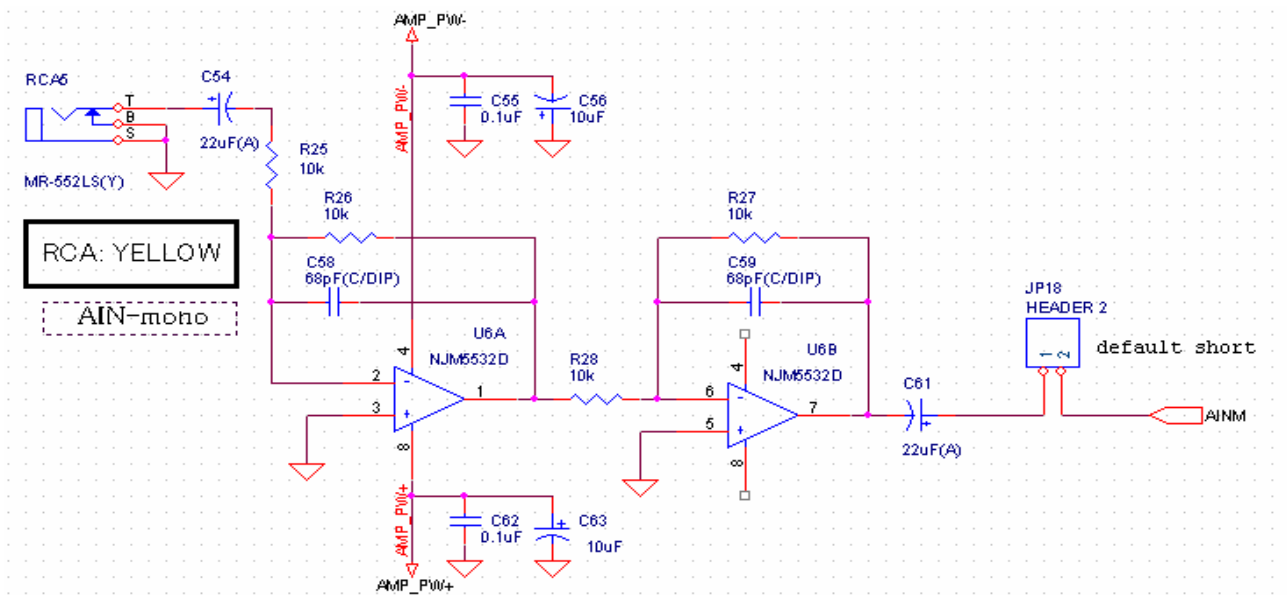 AMP_PW-
RCA5
T
B
S
MR-552LS(Y)
C54
22uF(A)
R25
10k
AMP_PW-
C55
0.1uF
C56
10uF
RCA: YELLOW
AIN-mono
R26
10k
C58
68pF(C/DIP)
U6A
NJM5532D
4
2
3
1
8
R28
10k
R27
10k
C59
68pF(C/DIP)
U6B
NJM5532D
4
6
5
7
8
C61
22uF(A)
JP18
HEADER 2
1
2
default short
AINM
AMP_PW+
C62
0.1uF
C63
10uF
AMP_PW+